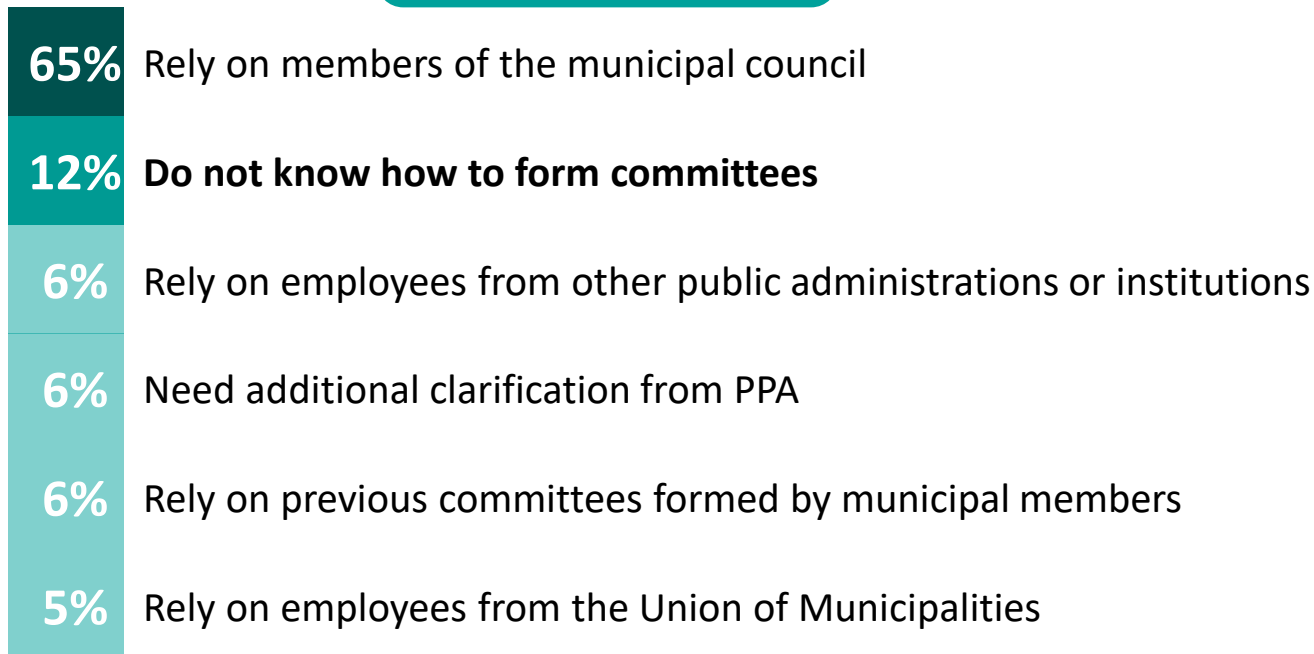 65% Rely on members of the municipal council
12% Do not know how to form committees
6% Rely on employees from other public administrations or institutions
6% Need additional clarification from PPA
6% Rely on previous committees formed by municipal members
5% Rely on employees from the Union of Municipalities